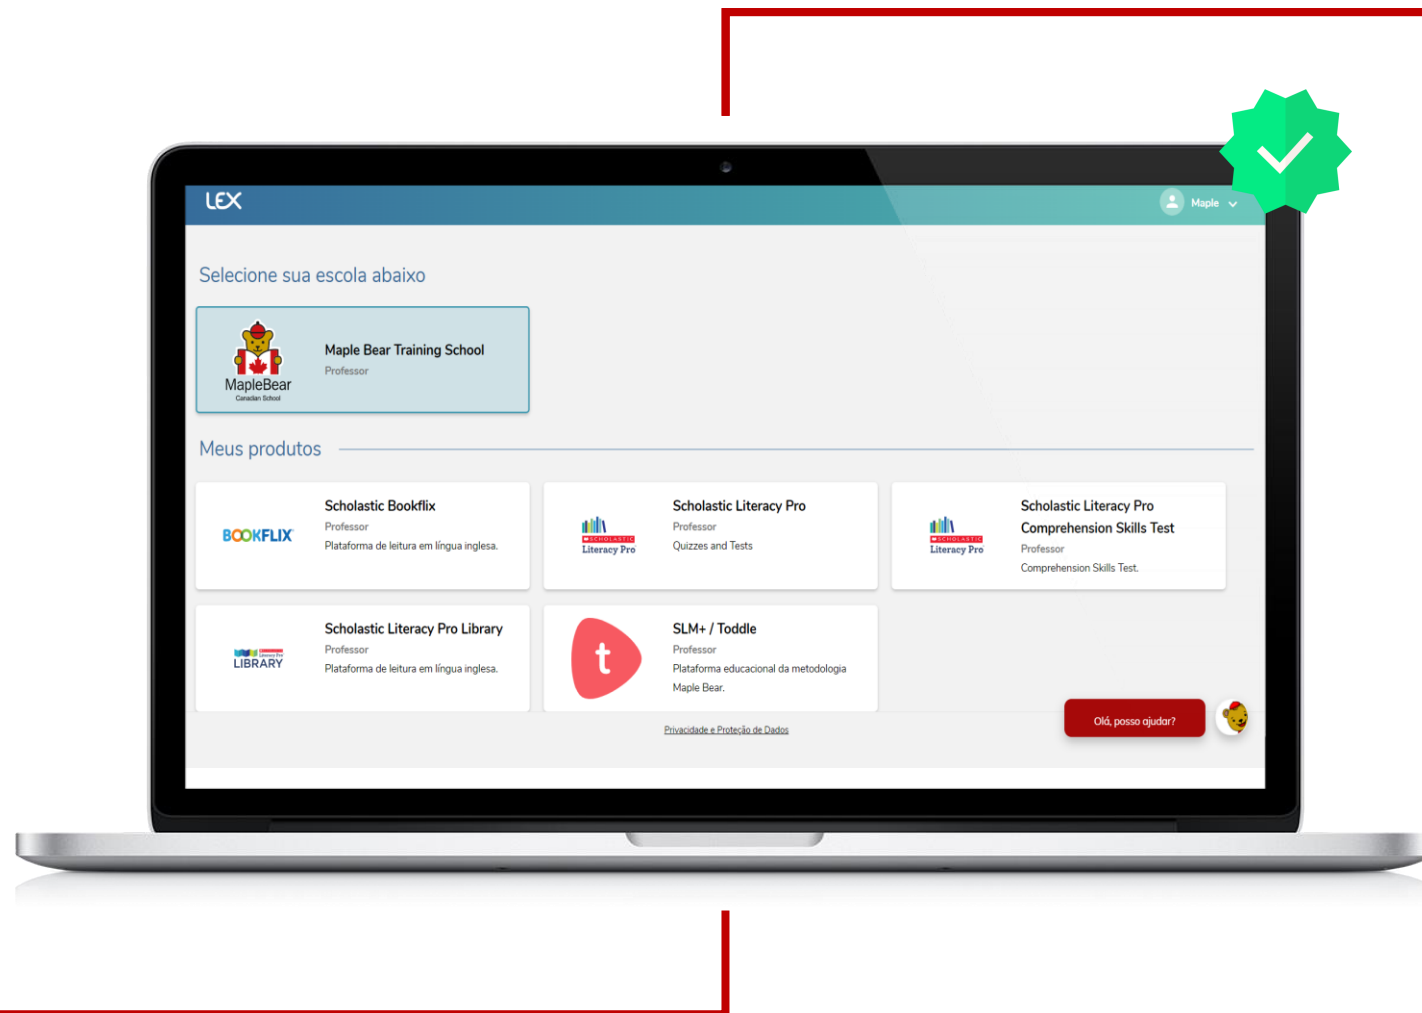 LEX
Maple
Selecione sua escola abaixo
MapleBear
Canadian School
Maple Bear Training School
Professor
Meus produtos
BOOKFLIX
Scholastic Bookflix
Professor
Plataforma de leitura em língua inglesa.
SCHOLASTIC
Literacy Pro
Scholastic Literacy Pro
Professor
Quizzes and Tests
SCHOLASTIC
Literacy Pro
Scholastic Literacy Pro
Comprehension Skills Test
Professor
Comprehension Skills Test.
Literacy Pro
LIBRARY
Scholastic Literacy Pro Library
Professor
Plataforma de leitura em língua inglesa.
t
SLM+ / Toddle
Professor
Plataforma educacional da metodologia
Maple Bear.
Privacidade e Proteção de Dados
Olá, posso ajudar?